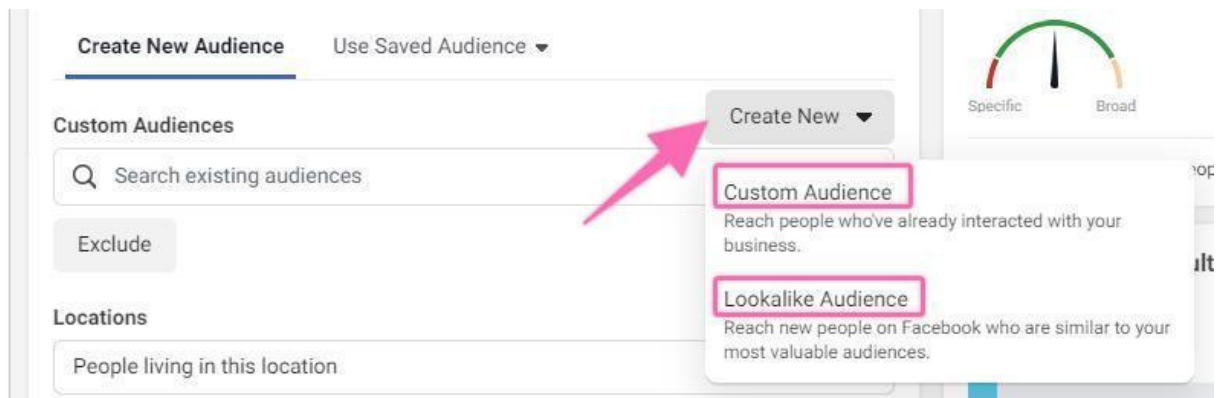 Create New Audience
Use Saved Audience
Custom Audiences
Create New
Search existing audiences
Exclude
Custom Audience
Reach people who've already interacted with your
business.
Lookalike Audience
Reach new people on Facebook who are similar to your
most valuable audiences.
Locations
People living in this location
Specific
Broad